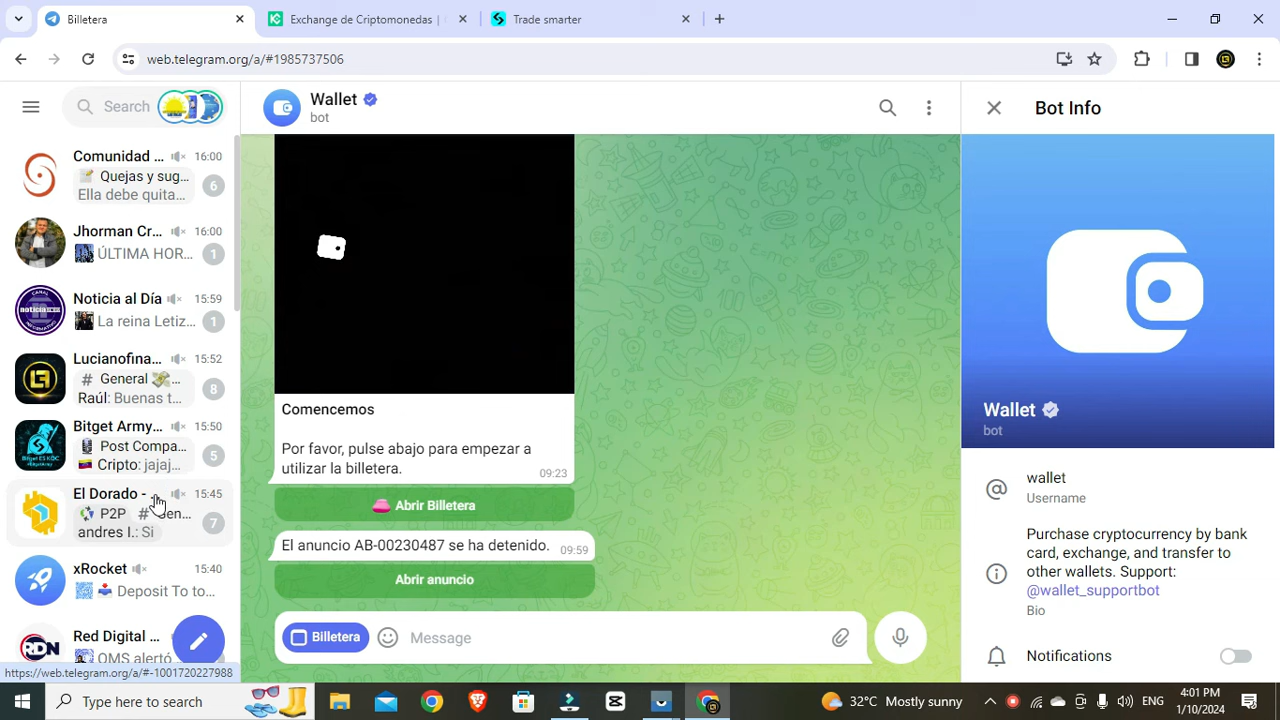 Billetera
Exchange de Criptomonedas |
Trade smarter
web.telegram.org/a/#1985737506
Search
Comunidad ...
16:00
Quejas y sug...
Ella debe quita...
6
Jhorman Cr...
16:00
ÚLTIMA HOR...
1
Noticia al Día
15:59
La reina Letiz...
1
Lucianofina...
15:52
# General
Raúl: Buenas t...
8
Bitget Army...
15:50
Post Compa...
Cripto: jajaj...
5
El Dorado - ...
15:45
P2P # Gen...
andres I.: Si
7
xRocket
15:40
Deposit To to...
Red Digital ...
RDN
OMS alertó
https://web.telegram.org/a/#-1001720227988
Wallet
bot
Comencemos
Por favor, pulse abajo para empezar a
utilizar la billetera.
09:23
Abrir Billetera
El anuncio AB-00230487 se ha detenido.
09:59
Abrir anuncio
Billetera
Message
Bot Info
Wallet
bot
wallet
Username
Purchase cryptocurrency by bank
card, exchange, and transfer to
other wallets. Support:
@wallet_supportbot
Bio
Notifications
Type here to search
32°C Mostly sunny
ENG
4:01 PM
1/10/2024